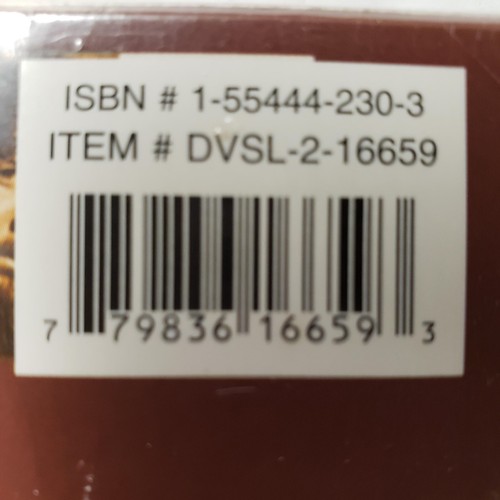 ISBN # 1-55444-230-3
ITEM # DVSL-2-16659
7 79836 16659 3